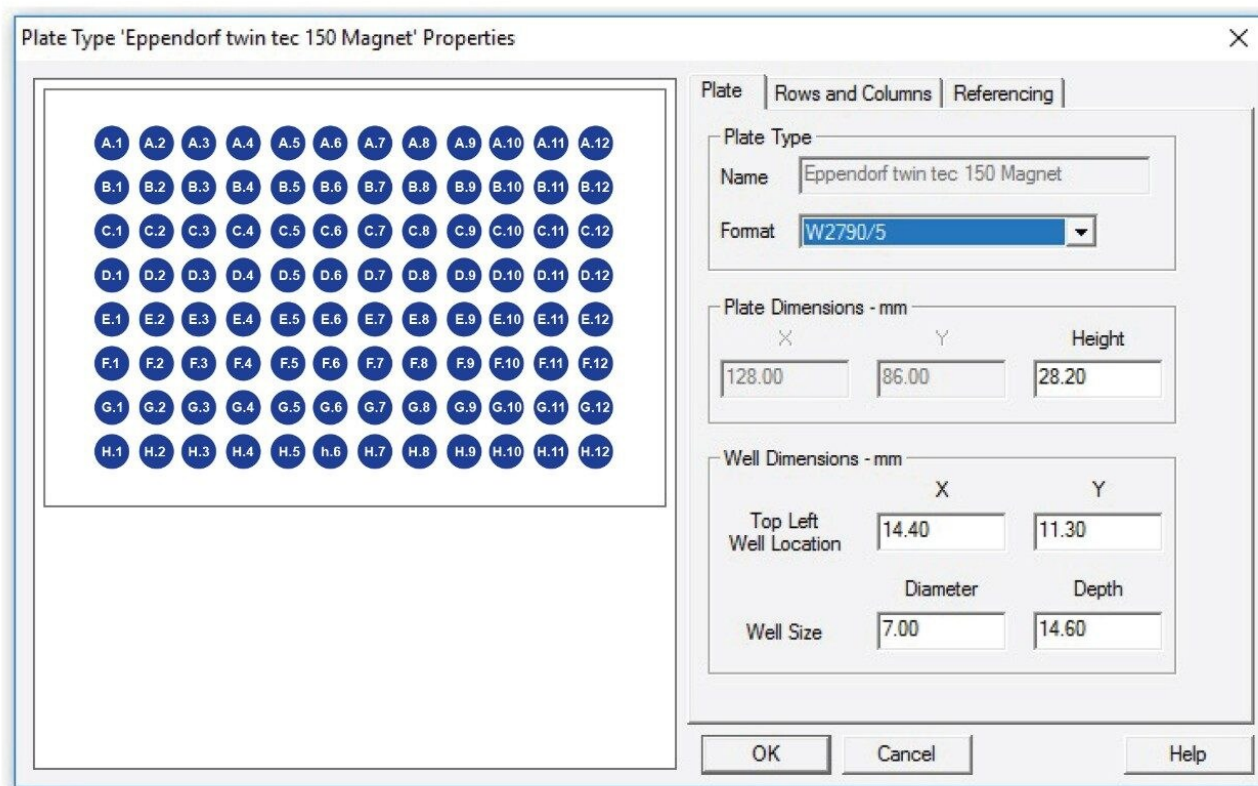 Plate Type 'Eppendorf twin tec 150 Magnet' Properties
A.1 A.2 A.3 A.4 A.5 A.6 A.7 A.8 A.9 A.10 A.11 A.12
B.1 B.2 B.3 B.4 B.5 B.6 B.7 B.8 B.9 B.10 B.11 B.12
C.1 C.2 C.3 C.4 C.5 C.6 C.7 C.8 C.9 C.10 C.11 C.12
D.1 D.2 D.3 D.4 D.5 D.6 D.7 D.8 D.9 D.10 D.11 D.12
E.1 E.2 E.3 E.4 E.5 E.6 E.7 E.8 E.9 E.10 E.11 E.12
F.1 F.2 F.3 F.4 F.5 F.6 F.7 F.8 F.9 F.10 F.11 F.12
G.1 G.2 G.3 G.4 G.5 G.6 G.7 G.8 G.9 G.10 G.11 G.12
H.1 H.2 H.3 H.4 H.5 h.6 H.7 H.8 H.9 H.10 H.11 H.12
Plate Rows and Columns Referencing
Plate Type
Name Eppendorf twin tec 150 Magnet
Format W2790/5
Plate Dimensions - mm
X Y Height
128.00 86.00 28.20
Well Dimensions - mm
X Y
Top Left
Well Location 14.40 11.30
Diameter Depth
Well Size 7.00 14.60
OK Cancel Help